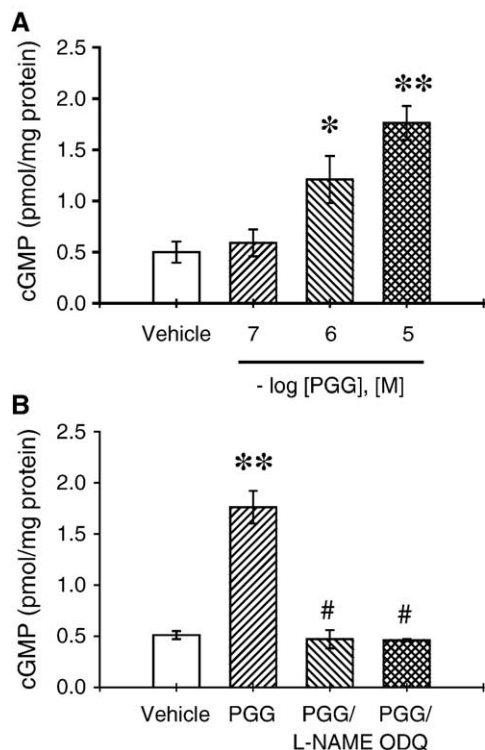 A
cGMP (pmol/mg protein)
2.5
2.0
1.5
1.0
0.5
0.0
*
**
Vehicle 7 6 5
- log [PGG], [M]
B
cGMP (pmol/mg protein)
2.5
2.0
1.5
1.0
0.5
0.0
**
# #
Vehicle PGG PGG/ PGG/
L-NAME ODQ